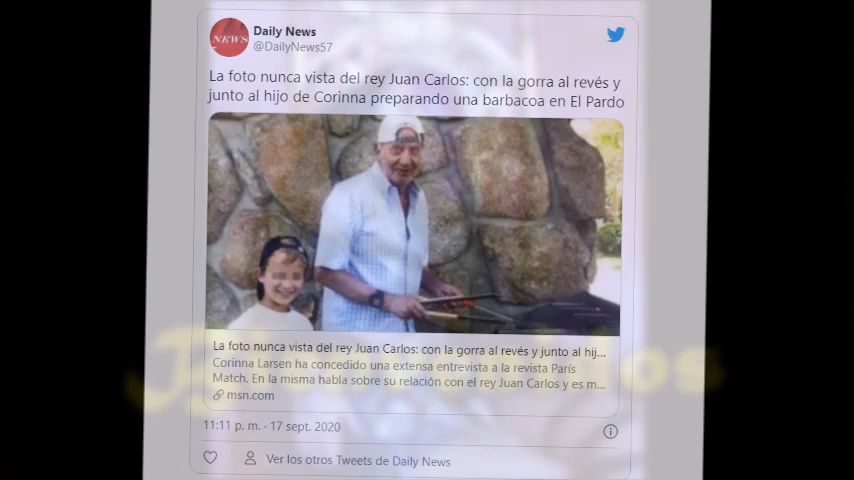 NEWS
Daily News
@DailyNews57
La foto nunca vista del rey Juan Carlos: con la gorra al revés y
junto al hijo de Corinna preparando una barbacoa en El Pardo
La foto nunca vista del rey Juan Carlos: con la gorra al revés y junto al hij...
Corinna Larsen ha concedido una extensa entrevista a la revista París
Match. En la misma habla sobre su relación con el rey Juan Carlos y es m...
msn.com
11:11 p. m. · 17 sept. 2020
Ver los otros Tweets de Daily News